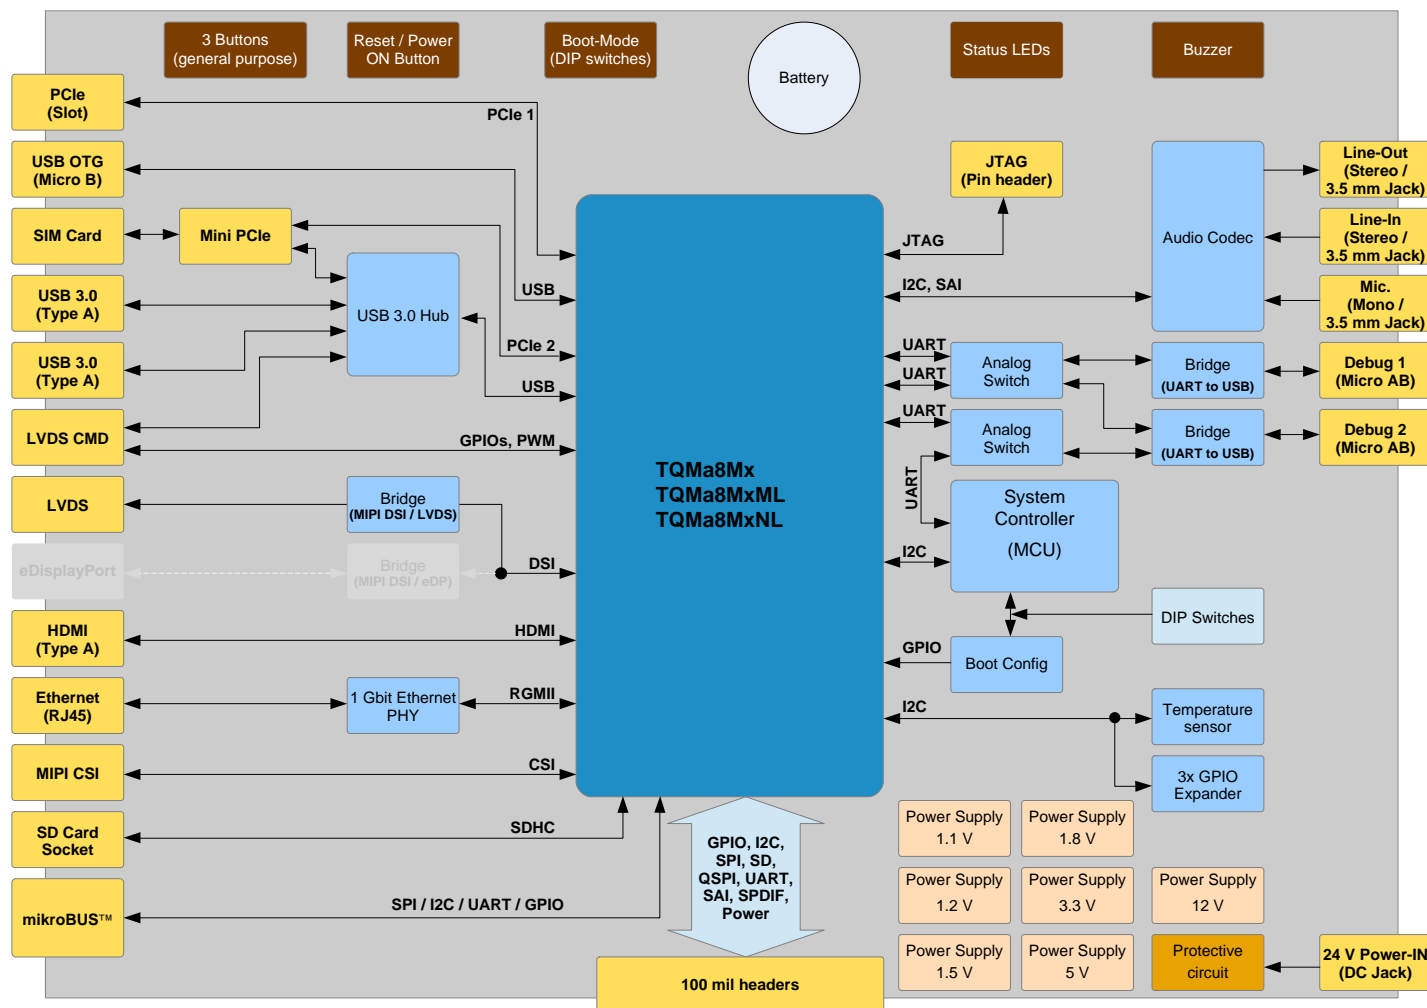 3 Buttons
(general purpose)
Reset / Power
ON Button
Boot-Mode
(DIP switches)
Battery
Status LEDs
Buzzer
PCIe
(Slot)
PCIe 1
USB OTG
(Micro B)
USB
SIM Card
Mini PCIe
USB 3.0 Hub
PCIe 2
USB
USB 3.0
(Type A)
USB 3.0
(Type A)
LVDS CMD
GPIOs, PWM
LVDS
Bridge
(MIPI DSI / LVDS)
eDisplayPort
Bridge
(MIPI DSI / eDP)
DSI
HDMI
(Type A)
HDMI
Ethernet
(RJ45)
1 Gbit Ethernet
PHY
RGMII
MIPI CSI
CSI
SD Card
Socket
SDHC
mikroBUS™
SPI / I2C / UART / GPIO
TQMa8Mx
TQMa8MxML
TQMa8MxNL
GPIO, I2C,
SPI, SD,
QSPI, UART,
SAI, SPDIF,
Power
100 mil headers
JTAG
(Pin header)
JTAG
I2C, SAI
Audio Codec
Line-Out
(Stereo /
3.5 mm Jack)
Line-In
(Stereo /
3.5 mm Jack)
Mic.
(Mono /
3.5 mm Jack)
UART
UART
Analog
Switch
Bridge
(UART to USB)
Debug 1
(Micro AB)
UART
Analog
Switch
Bridge
(UART to USB)
Debug 2
(Micro AB)
UART
System
Controller
(MCU)
I2C
DIP Switches
GPIO
Boot Config
I2C
Temperature
sensor
3x GPIO
Expander
Power Supply
1.1 V
Power Supply
1.8 V
Power Supply
1.2 V
Power Supply
3.3 V
Power Supply
12 V
Power Supply
1.5 V
Power Supply
5 V
Protective
circuit
24 V Power-IN
(DC Jack)